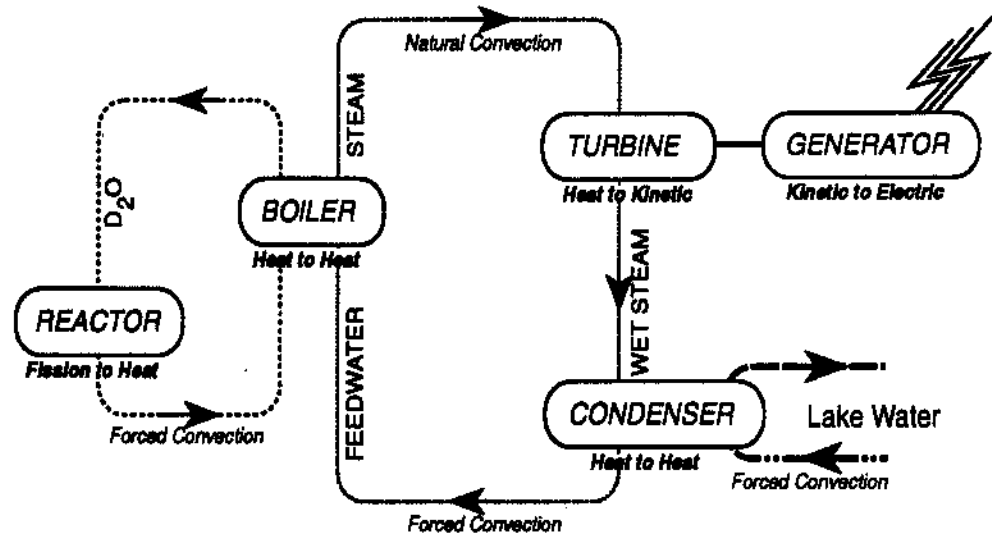 Natural Convection
STEAM
TURBINE
Heat to Kinetic
GENERATOR
Kinetic to Electric
D₂O
BOILER
Heat to Heat
REACTOR
Fission to Heat
Forced Convection
FEEDWATER
WET STEAM
CONDENSER
Heat to Heat
Lake Water
Forced Convection
Forced Convection